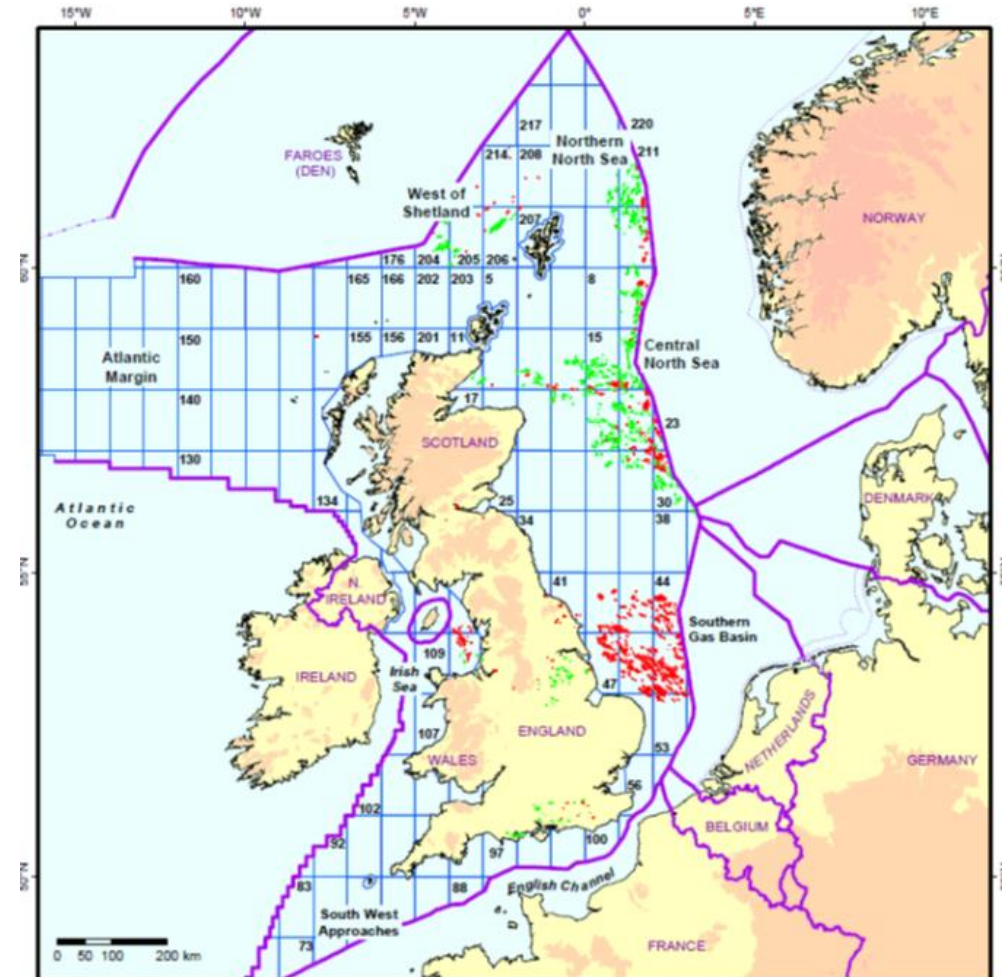 15°W 10°W 5°W 0° 5°E 10°E
217 220
Northern
North Sea
214. 208 211
FAROES
(DEN)
West of
Shetland
207
NORWAY
60°N
176 204 205 206
160 165 166 202 203 5 8
150 155 156 201 11 15
Central
North Sea
Atlantic
Margin
140 17
23
SCOTLAND
130
134 25 30
Atlantic
Ocean
34 38
DENMARK
55°N
41 44
N.
IRELAND
Southern
Gas Basin
109
Irish
Sea
IRELAND
47
107 ENGLAND
53
WALES
NETHERLANDS
GERMANY
56
102
BELGIUM
92 97 100
50°N
83 88
English Channel
South West
Approaches
73
0 50 100 200 km
FRANCE